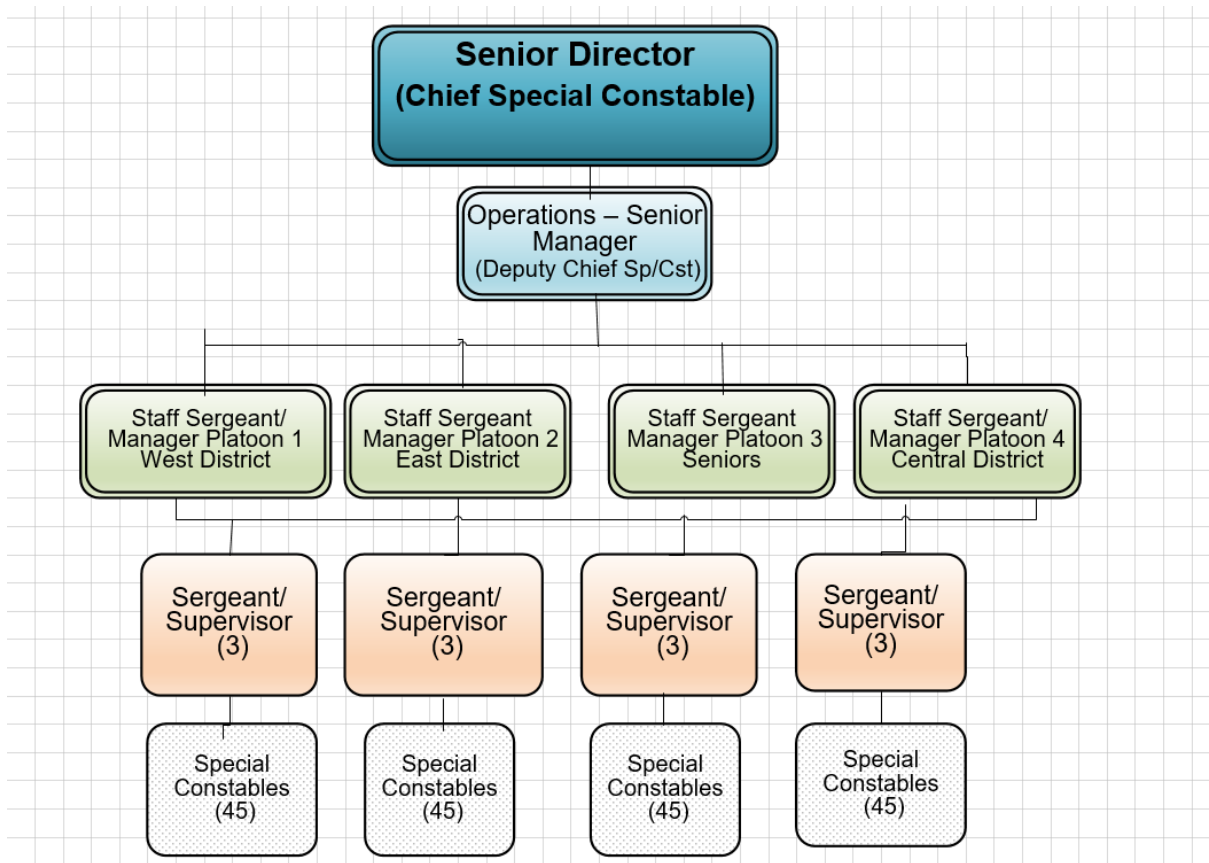 Senior Director
(Chief Special Constable)
Operations – Senior
Manager
(Deputy Chief Sp/Cst)
Staff Sergeant/
Manager Platoon 1
West District
Staff Sergeant
Manager Platoon 2
East District
Staff Sergeant
Manager Platoon 3
Seniors
Staff Sergeant/
Manager Platoon 4
Central District
Sergeant/
Supervisor
(3)
Sergeant/
Supervisor
(3)
Sergeant/
Supervisor
(3)
Sergeant/
Supervisor
(3)
Special
Constables
(45)
Special
Constables
(45)
Special
Constables
(45)
Special
Constables
(45)